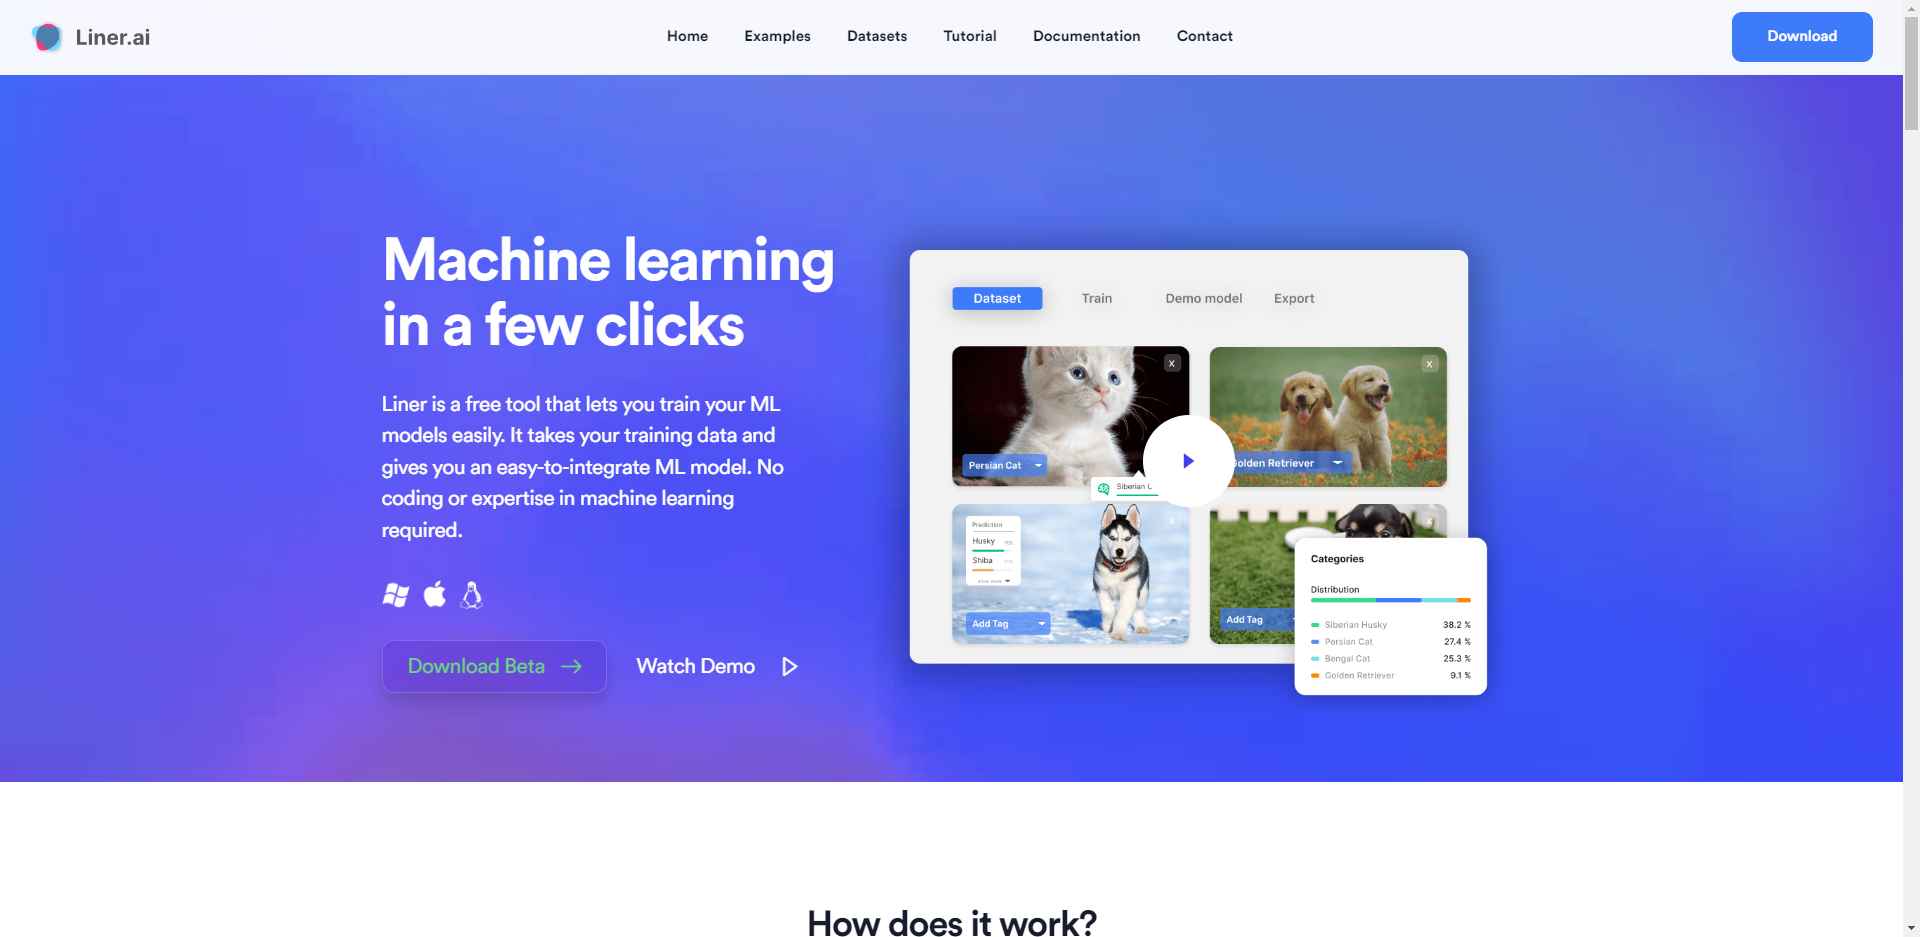 Liner.ai
Home Examples Datasets Tutorial Documentation Contact
Download
Machine learning
in a few clicks
Liner is a free tool that lets you train your ML
models easily. It takes your training data and
gives you an easy-to-integrate ML model. No
coding or expertise in machine learning
required.
Download Beta
Watch Demo
Dataset Train Demo model Export
X
X
Persian Cat
Golden Retriever
Siberian C
Prediction
Husky
Shiba
Add Tag
Add Tag
Categories
Distribution
Siberian Husky 38.2 %
Persian Cat 27.4 %
Bengal Cat 25.3 %
Golden Retriever 9.1 %
How does it work?